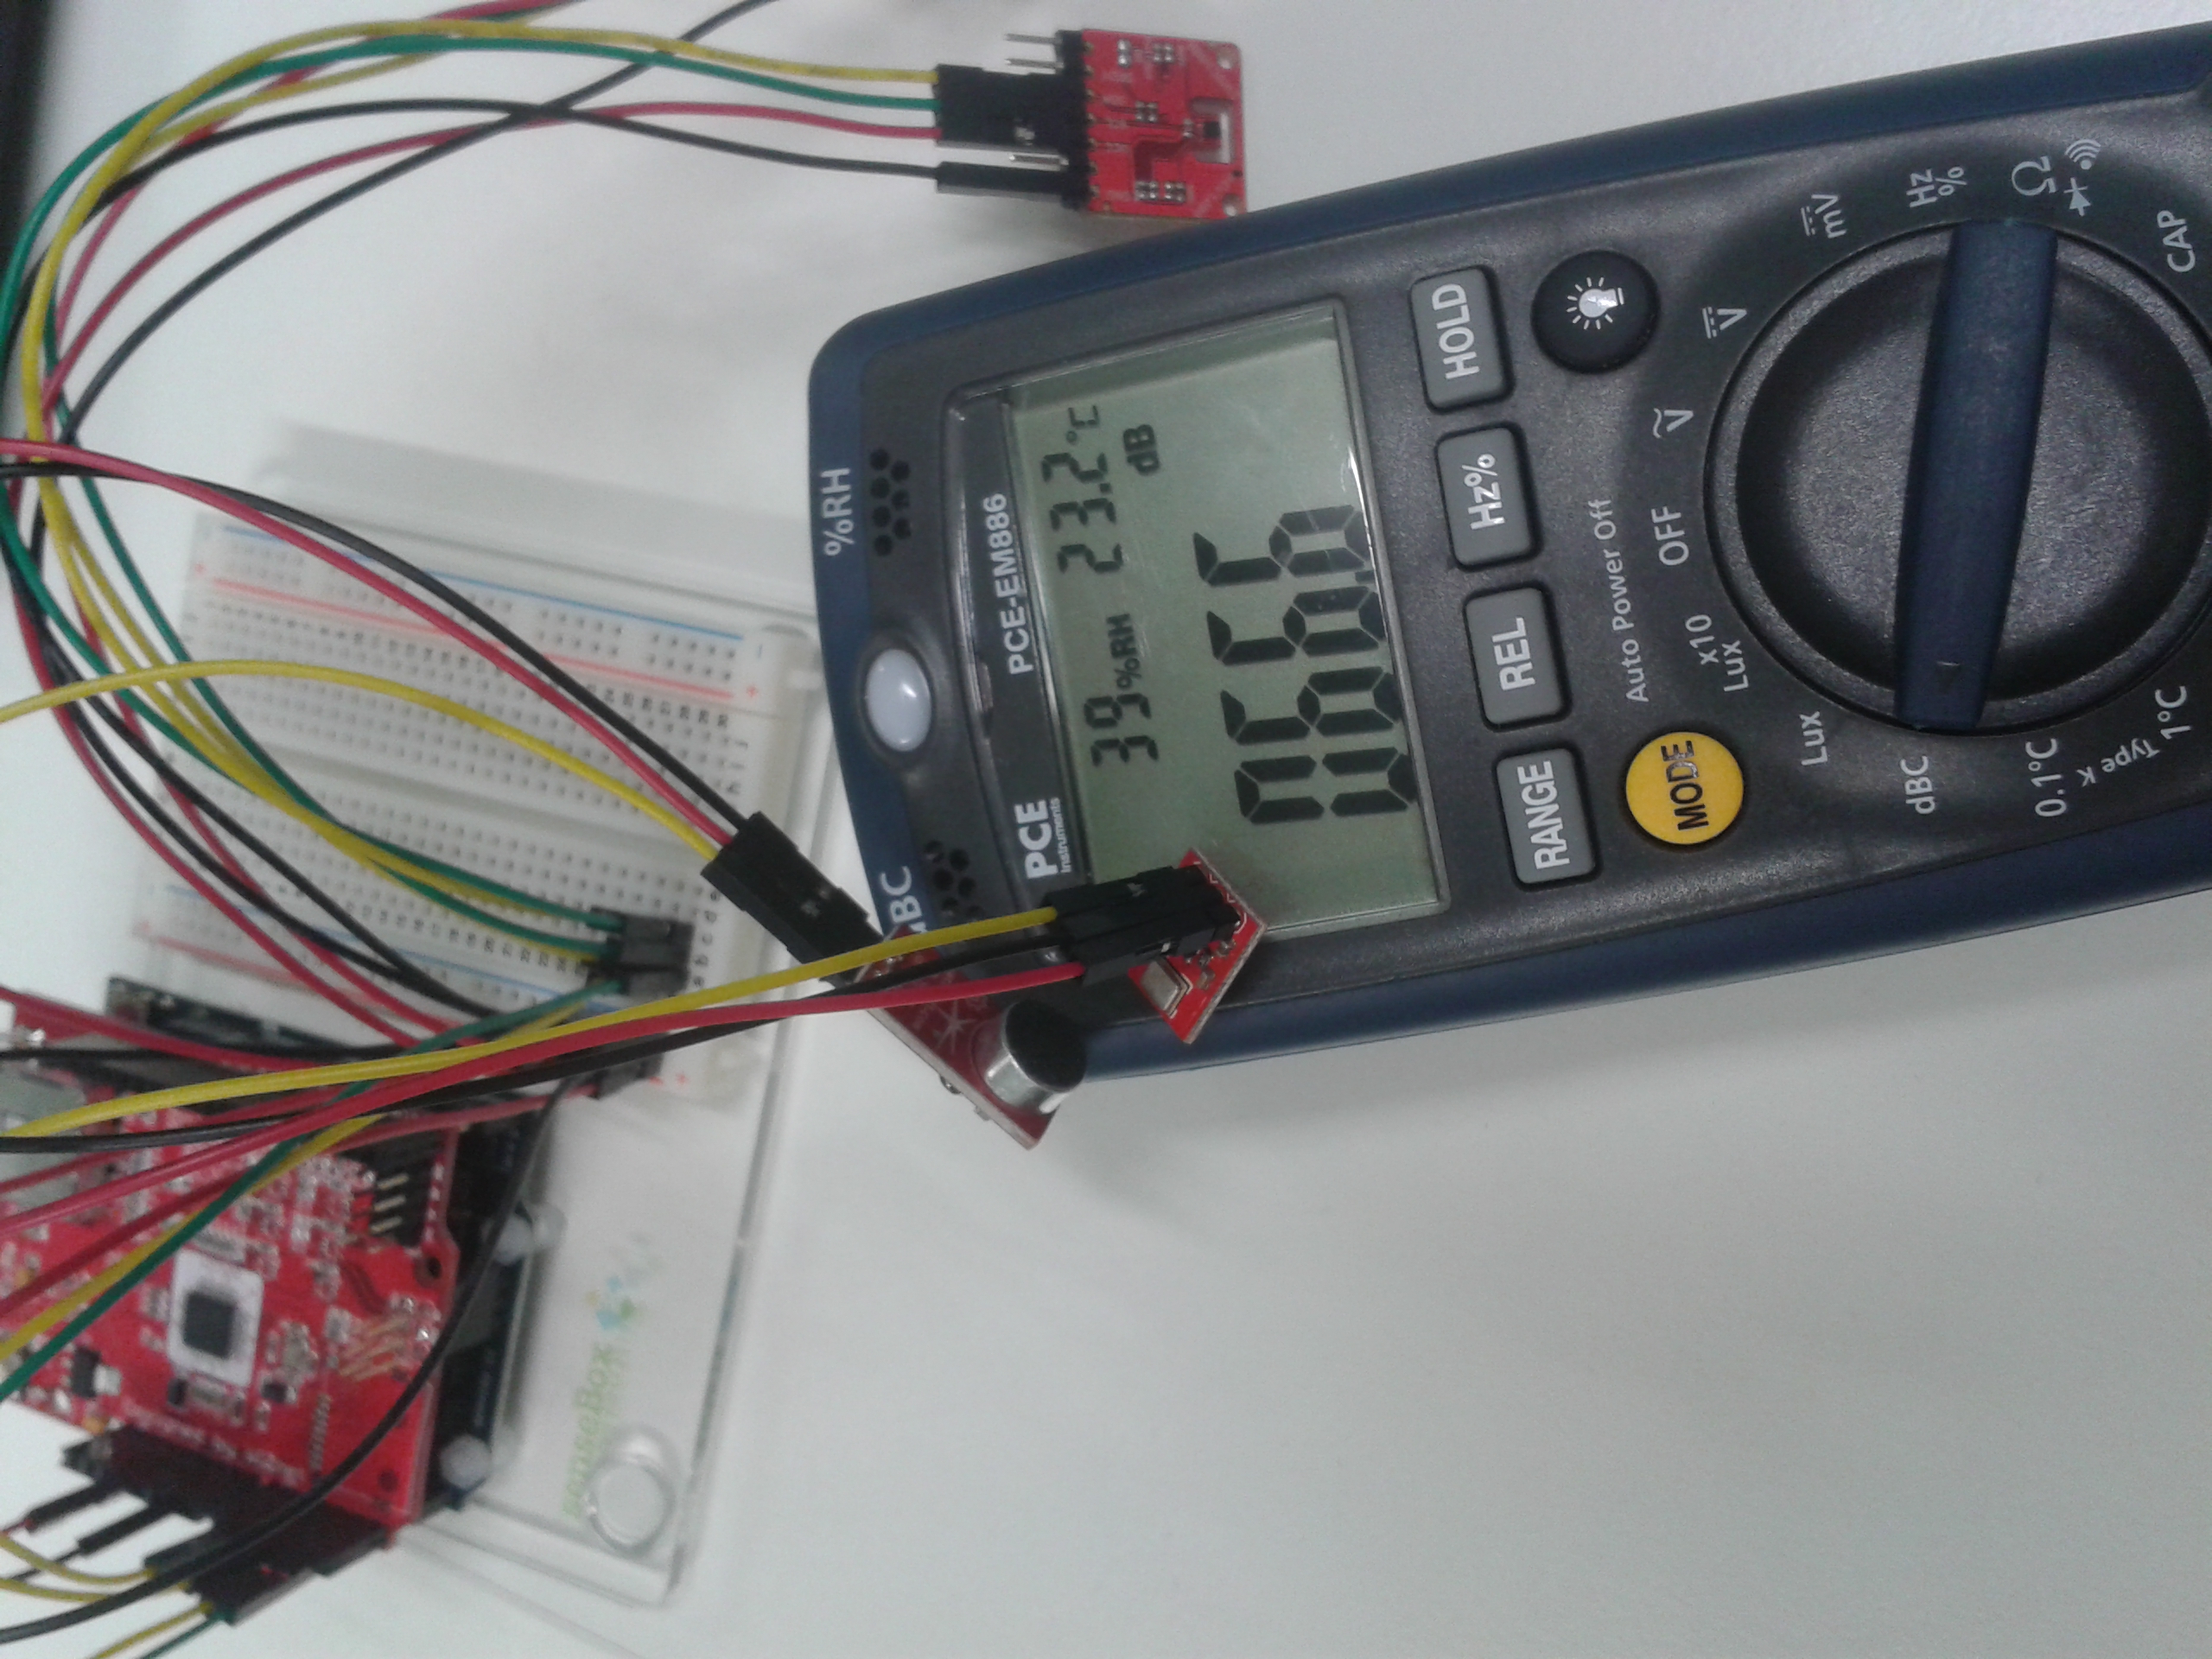 senseBox
a b c d e
h i j
%RH
PCE
Instruments
PCE-EM886
39 %RH 23.2 °C
dB
066.6
RANGE
REL
Hz%
HOLD
Auto Power Off
MODE
OFF
V
V
x10
Lux
Lux
mV
dBC
Hz
%
0.1°C
Ω
Type K
1°C
CAP